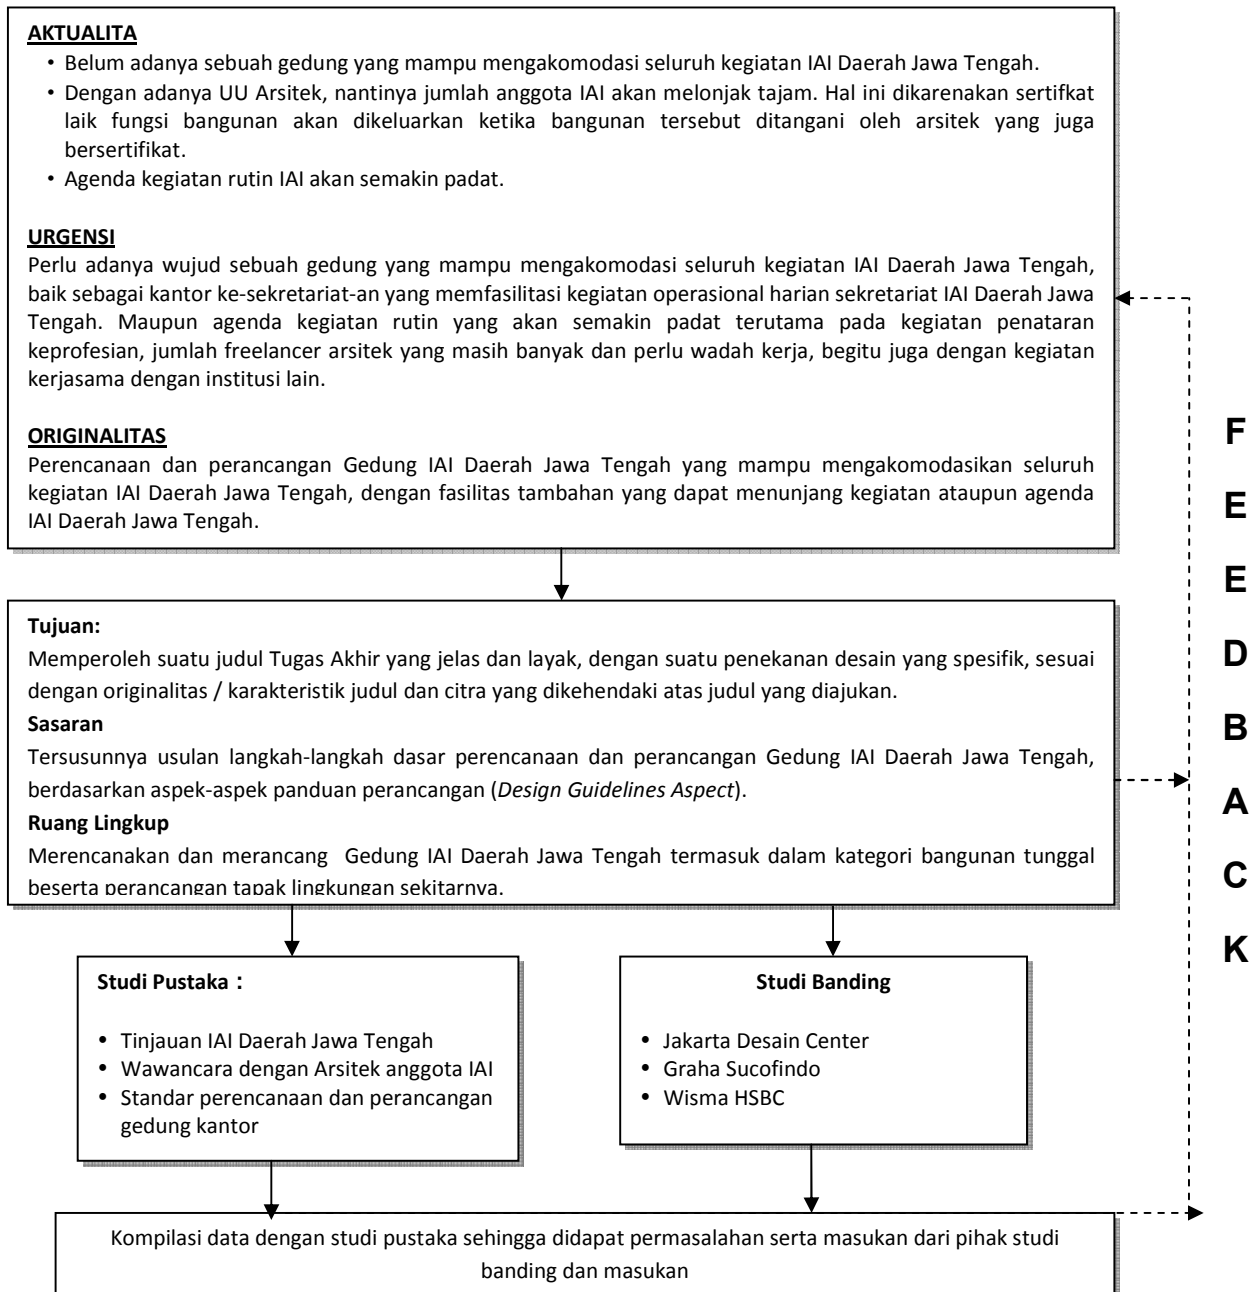 AKTUALITA
• Belum adanya sebuah gedung yang mampu mengakomodasi seluruh kegiatan IAI Daerah Jawa Tengah.
• Dengan adanya UU Arsitek, nantinya jumlah anggota IAI akan melonjak tajam. Hal ini dikarenakan sertifkat
laik fungsi bangunan akan dikeluarkan ketika bangunan tersebut ditangani oleh arsitek yang juga
bersertifikat.
• Agenda kegiatan rutin IAI akan semakin padat.
URGENSI
Perlu adanya wujud sebuah gedung yang mampu mengakomodasi seluruh kegiatan IAI Daerah Jawa Tengah,
baik sebagai kantor ke-sekretariat-an yang memfasilitasi kegiatan operasional harian sekretariat IAI Daerah Jawa
Tengah. Maupun agenda kegiatan rutin yang akan semakin padat terutama pada kegiatan penataran
keprofesian, jumlah freelancer arsitek yang masih banyak dan perlu wadah kerja, begitu juga dengan kegiatan
kerjasama dengan institusi lain.
ORIGINALITAS
Perencanaan dan perancangan Gedung IAI Daerah Jawa Tengah yang mampu mengakomodasikan seluruh
kegiatan IAI Daerah Jawa Tengah, dengan fasilitas tambahan yang dapat menunjang kegiatan ataupun agenda
IAI Daerah Jawa Tengah.
Tujuan:
Memperoleh suatu judul Tugas Akhir yang jelas dan layak, dengan suatu penekanan desain yang spesifik, sesuai
dengan originalitas / karakteristik judul dan citra yang dikehendaki atas judul yang diajukan.
Sasaran
Tersusunnya usulan langkah-langkah dasar perencanaan dan perancangan Gedung IAI Daerah Jawa Tengah,
berdasarkan aspek-aspek panduan perancangan (Design Guidelines Aspect).
Ruang Lingkup
Merencanakan dan merancang Gedung IAI Daerah Jawa Tengah termasuk dalam kategori bangunan tunggal
beserta perancangan tapak lingkungan sekitarnya.
Studi Pustaka :
• Tinjauan IAI Daerah Jawa Tengah
• Wawancara dengan Arsitek anggota IAI
• Standar perencanaan dan perancangan
gedung kantor
Studi Banding
• Jakarta Desain Center
• Graha Sucofindo
• Wisma HSBC
Kompilasi data dengan studi pustaka sehingga didapat permasalahan serta masukan dari pihak studi
banding dan masukan
F
E
E
D
B
A
C
K